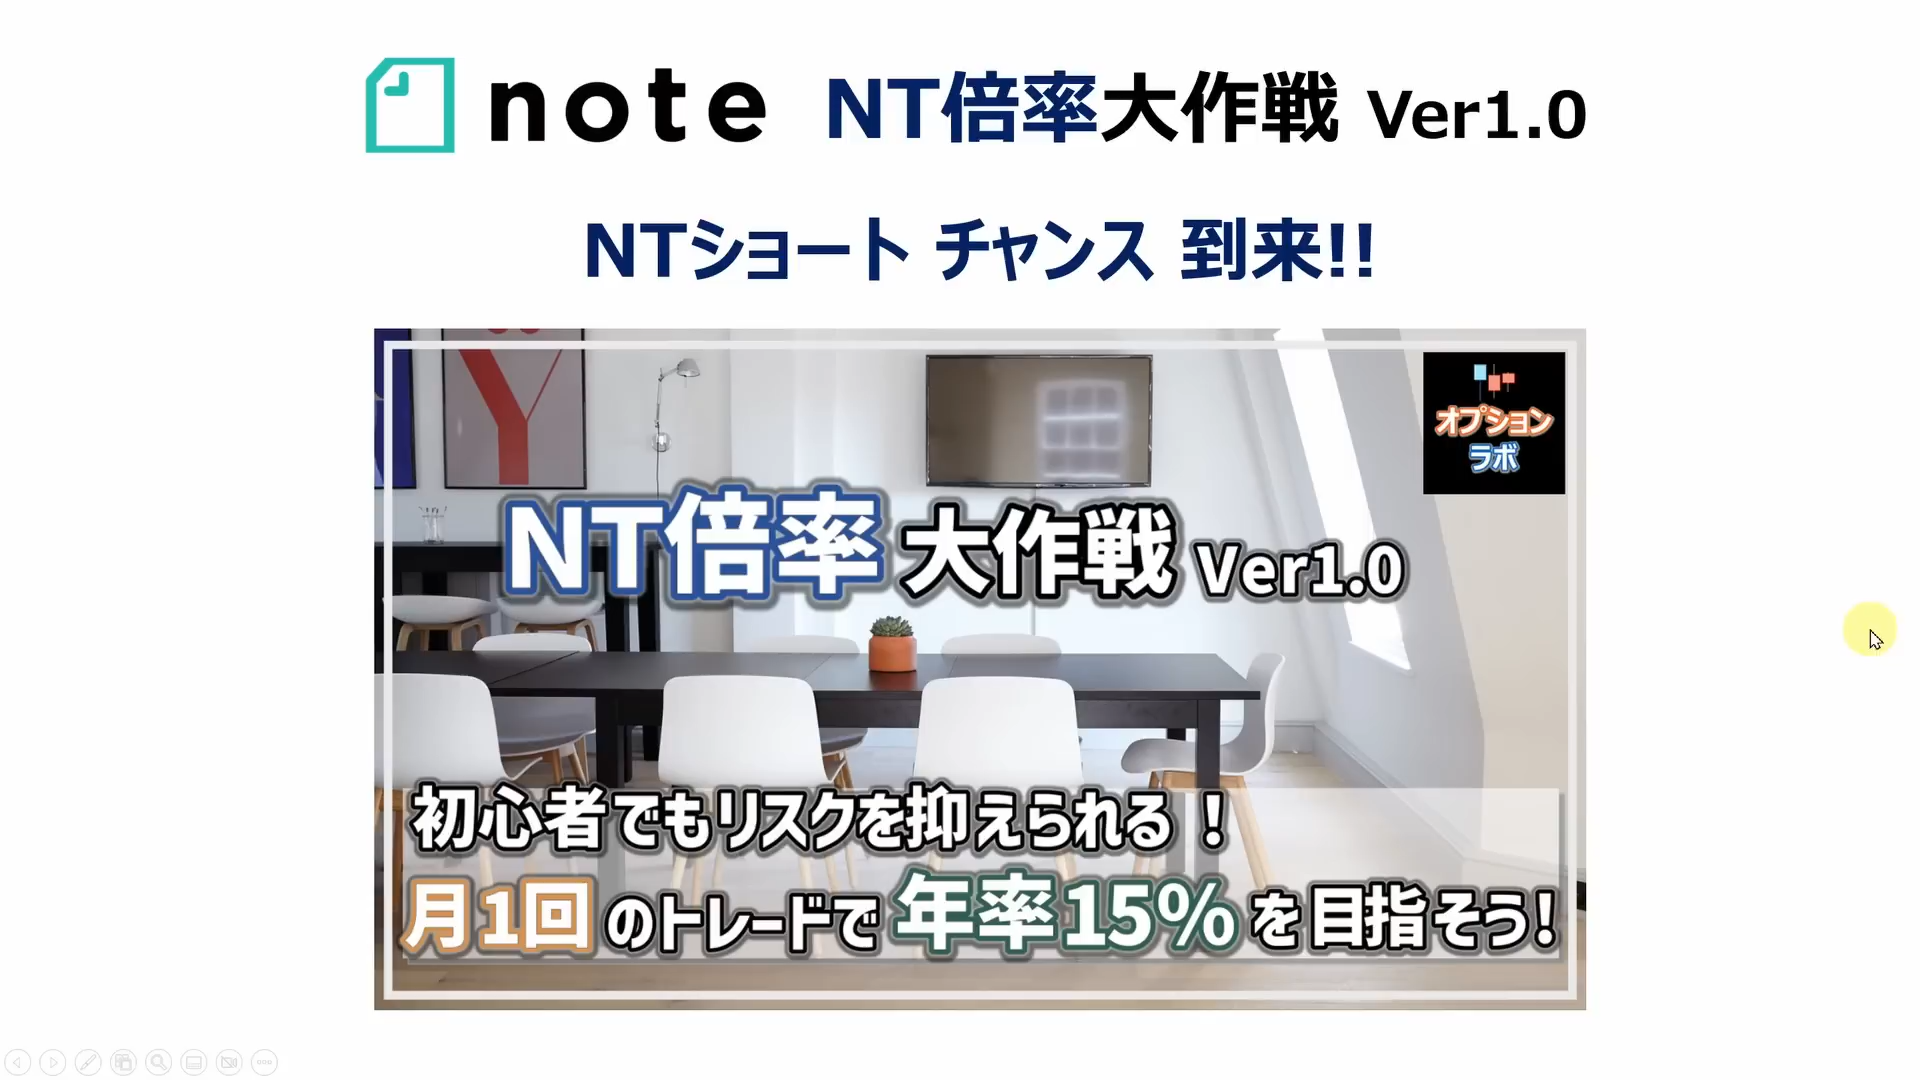 note NT倍率大作戦 Ver1.0
NTショート チャンス 到来!!
Y
オプション
ラボ
NT倍率 大作戦 Ver1.0
初心者でもリスクを抑えられる！
月1回のトレードで年率15%を目指そう!